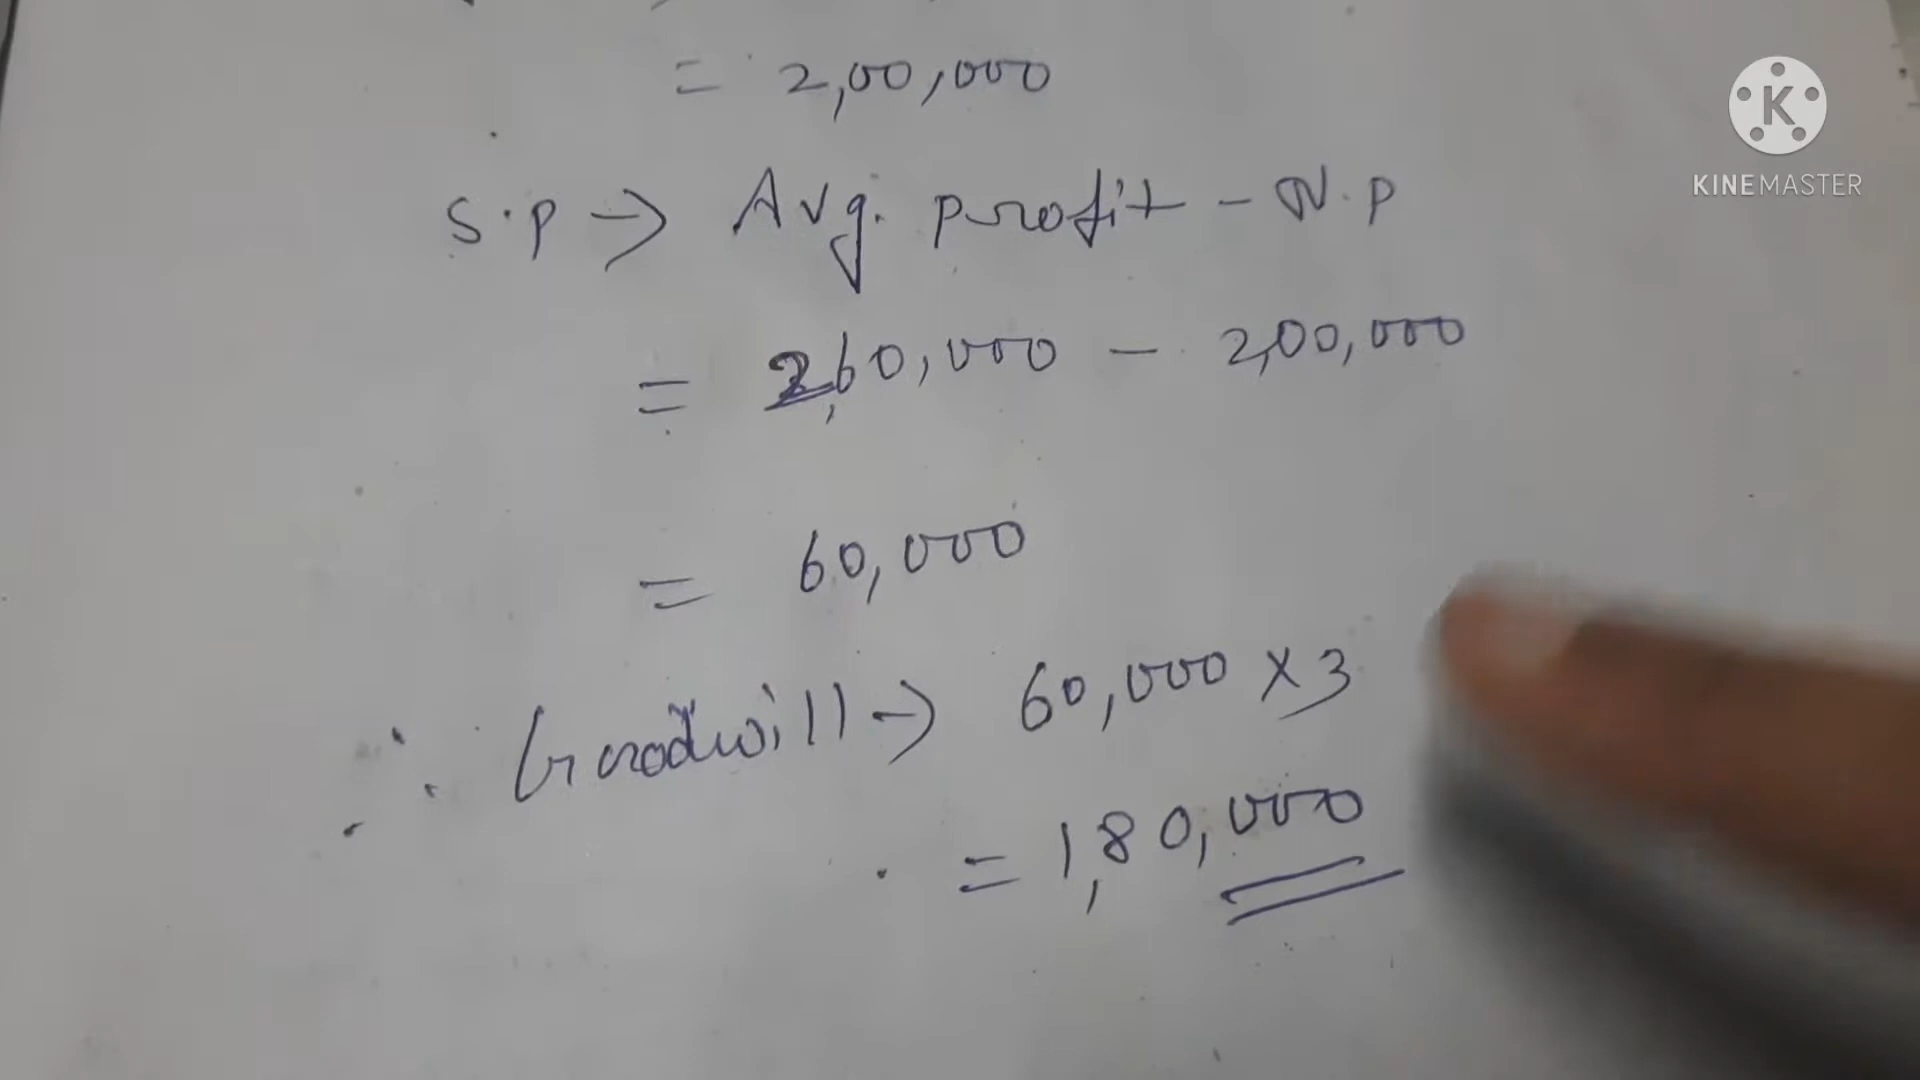 = 2,00,000
K
KINEMASTER
S.P → Avg. profit - N.P
= 2,60,000 - 2,00,000
= 60,000
∴ Goodwill → 60,000 x 3
= 1,80,000